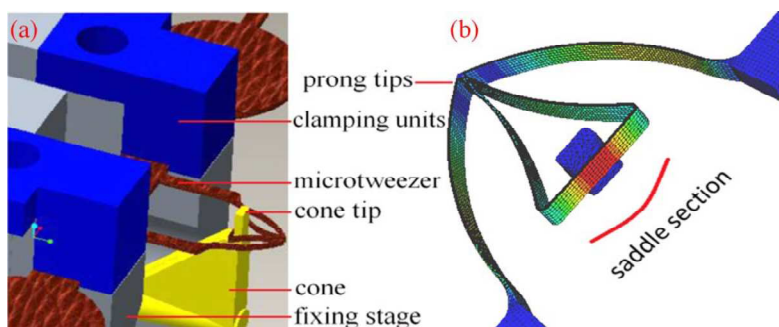 (a)
(b)
prong tips
clamping units
microtweezer
cone tip
cone
fixing stage
saddle section